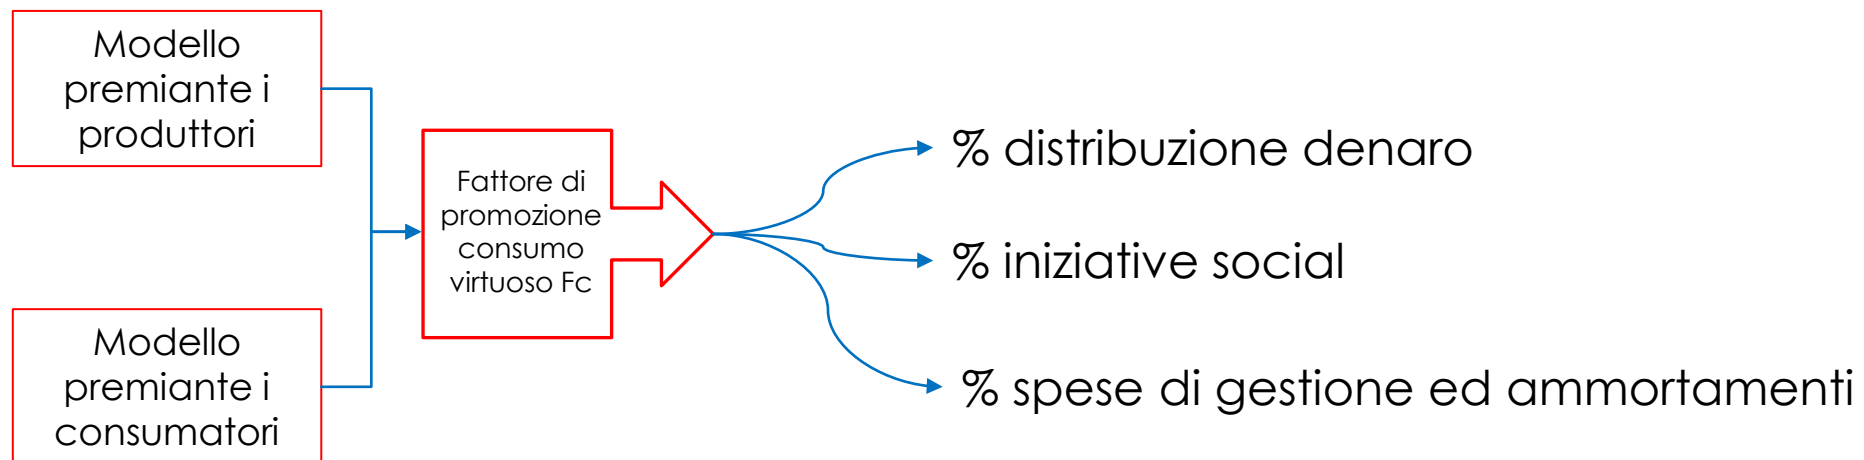 Modello
premiante i
produttori
Fattore di
promozione
consumo
virtuoso Fc
Modello
premiante i
consumatori
% distribuzione denaro
% iniziative social
% spese di gestione ed ammortamenti